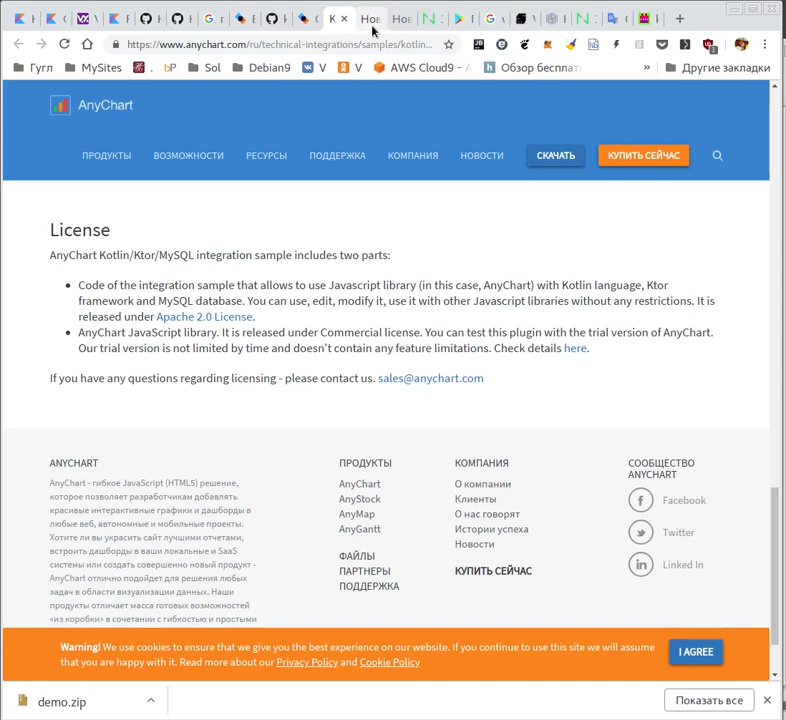 Нов
Нов
https://www.anychart.com/ru/technical-integrations/samples/kotlin...
Гугл
MySites
.
bP
Sol
Debian9
V
V
AWS Cloud9 –
Обзор бесплат
»
Другие закладки
AnyChart
ПРОДУКТЫ
ВОЗМОЖНОСТИ
РЕСУРСЫ
ПОДДЕРЖКА
КОМПАНИЯ
НОВОСТИ
СКАЧАТЬ
КУПИТЬ СЕЙЧАС
License
AnyChart Kotlin/Ktor/MySQL integration sample includes two parts:
Code of the integration sample that allows to use Javascript library (in this case, AnyChart) with Kotlin language, Ktor
framework and MySQL database. You can use, edit, modify it, use it with other Javascript libraries without any restrictions. It is
released under Apache 2.0 License.
AnyChart JavaScript library. It is released under Commercial license. You can test this plugin with the trial version of AnyChart.
Our trial version is not limited by time and doesn't contain any feature limitations. Check details here.
If you have any questions regarding licensing - please contact us. sales@anychart.com
ANYCHART
AnyChart - гибкое JavaScript (HTML5) решение,
которое позволяет разработчикам добавлять
красивые интерактивные графики и дашборды в
любые веб, автономные и мобильные проекты.
Хотите ли вы украсить сайт лучшими отчетами,
встроить дашборды в ваши локальные и SaaS
системы или создать совершенно новый продукт -
AnyChart отлично подойдет для решения любых
задач в области визуализации данных. Наши
продукты отличает масса готовых возможностей
«из коробки» в сочетании с гибкостью и простыми
ПРОДУКТЫ
AnyChart
AnyStock
AnyMap
AnyGantt
ФАЙЛЫ
ПАРТНЕРЫ
ПОДДЕРЖКА
КОМПАНИЯ
О компании
Клиенты
О нас говорят
Истории успеха
Новости
КУПИТЬ СЕЙЧАС
СООБЩЕСТВО
ANYCHART
Facebook
Twitter
Linked In
Warning! We use cookies to ensure that we give you the best experience on our website. If you continue to use this site we will assume
that you are happy with it. Read more about our Privacy Policy and Cookie Policy
I AGREE
demo.zip
Показать все